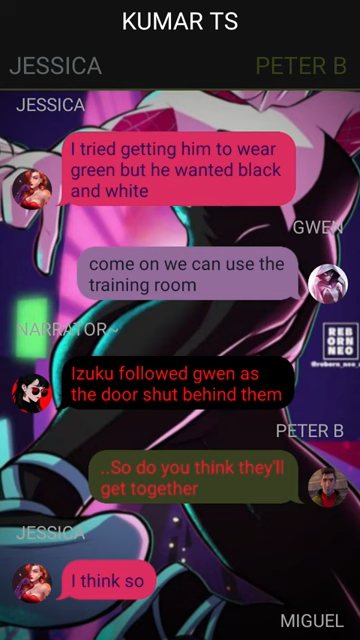 KUMAR TS
JESSICA
PETER B
JESSICA
I tried getting him to wear
green but he wanted black
and white
GWEN
come on we can use the
training room
REB
ORN
NEO
NARRATOR~
Izuku followed gwen as
the door shut behind them
PETER B
..So do you think they'll
get together
JESSICA
I think so
MIGUEL